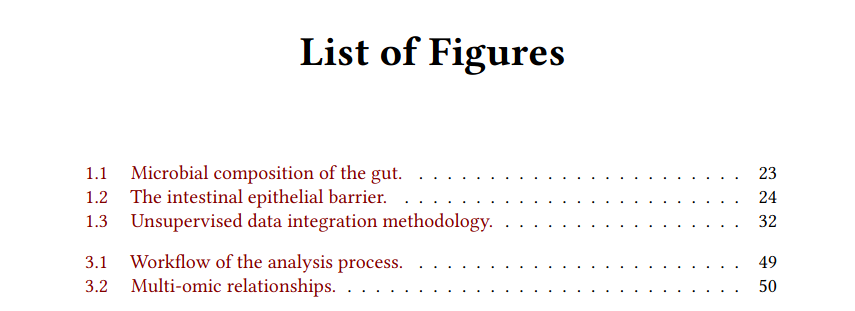 List of Figures
1.1 Microbial composition of the gut. . . . . . . . . . . . . . . . . . . . . . . . 23
1.2 The intestinal epithelial barrier. . . . . . . . . . . . . . . . . . . . . . . . . 24
1.3 Unsupervised data integration methodology. . . . . . . . . . . . . . . . . . 32
3.1 Workflow of the analysis process. . . . . . . . . . . . . . . . . . . . . . . . 49
3.2 Multi-omic relationships. . . . . . . . . . . . . . . . . . . . . . . . . . . . . 50